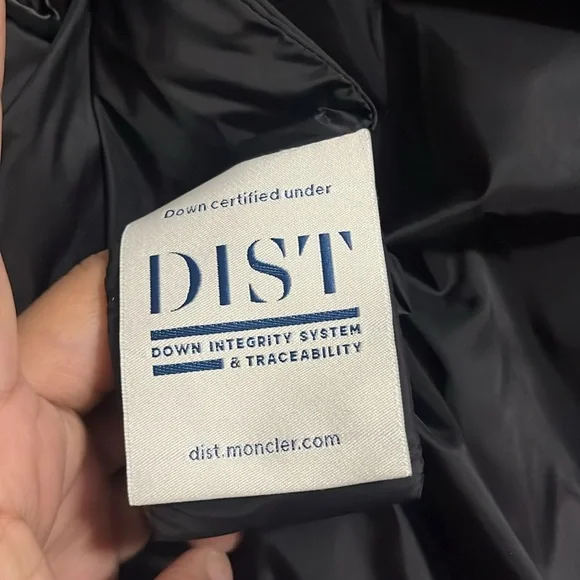 Down certified under
DIST
DOWN INTEGRITY SYSTEM
& TRACEABILITY
dist.moncler.com